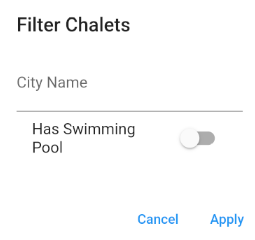 Filter Chalets
City Name
Has Swimming
Pool
Cancel Apply